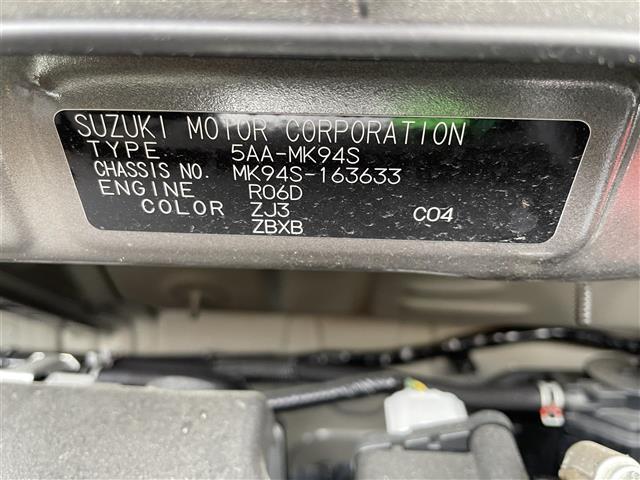 SUZUKI MOTOR CORPORATION
TYPE 5AA-MK94S
CHASSIS NO. MK94S-163633
ENGINE R06D
COLOR ZJ3 C04
ZBXB